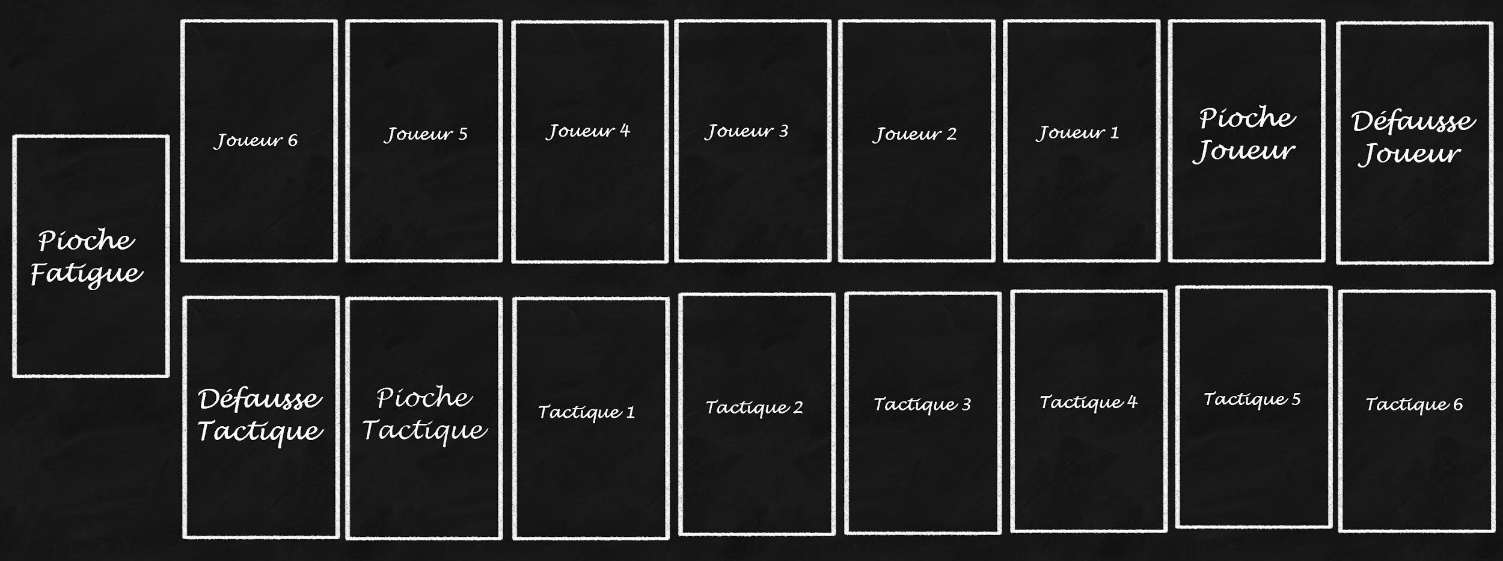 Joueur 6
Joueur 5
Joueur 4
Joueur 3
Joueur 2
Joueur 1
Pioche
Joueur
Défausse
Joueur
Pioche
Fatigue
Défausse
Tactique
Pioche
Tactique
Tactique 1
Tactique 2
Tactique 3
Tactique 4
Tactique 5
Tactique 6